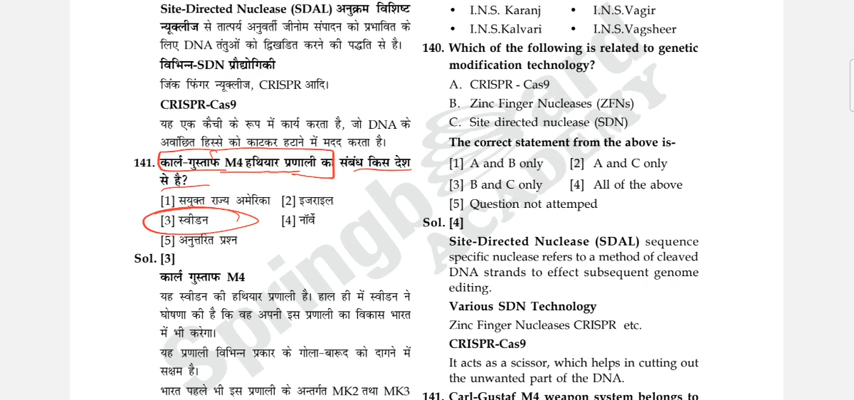 Site-Directed Nuclease (SDAL) अनुक्रम विशिष्ट
न्यूक्लीज से तात्पर्य अनुवर्ती जीनोम संपादन को प्रभावित के
लिए DNA तंतुओं को द्विखडित करने की पद्धति से है।
विभिन्न-SDN प्रौद्योगिकी
जिंक फिंगर न्यूक्लीज, CRISPR आदि।
CRISPR-Cas9
यह एक कैची के रूप में कार्य करता है, जो DNA के
अवांछित हिस्से को काटकर हटाने में मदद करता है।
141. कार्ल-गुस्ताफ M4 हथियार प्रणाली का संबंध किस देश
से है?
[1] सयुक्त राज्य अमेरिका [2] इजराइल
[3] स्वीडन [4] नॉर्वे
[5] अनुत्तरित प्रश्न
Sol. [3]
कार्ल गुस्ताफ M4
यह स्वीडन की हथियार प्रणाली है। हाल ही में स्वीडन ने
घोषणा की है कि वह अपनी इस प्रणाली का विकास भारत
में भी करेगा।
यह प्रणाली विभिन्न प्रकार के गोला-बारूद को दागने में
सक्षम है।
भारत पहले भी इस प्रणाली के अन्तर्गत MK2 तथा MK3
• I.N.S. Karanj • I.N.S.Vagir
• I.N.S.Kalvari • I.N.S.Vagsheer
140. Which of the following is related to genetic
modification technology?
A. CRISPR - Cas9
B. Zinc Finger Nucleases (ZFNs)
C. Site directed nuclease (SDN)
The correct statement from the above is-
[1] A and B only [2] A and C only
[3] B and C only [4] All of the above
[5] Question not attemped
Sol. [4]
Site-Directed Nuclease (SDAL) sequence
specific nuclease refers to a method of cleaved
DNA strands to effect subsequent genome
editing.
Various SDN Technology
Zinc Finger Nucleases CRISPR etc.
CRISPR-Cas9
It acts as a scissor, which helps in cutting out
the unwanted part of the DNA.
141. Carl-Gustaf M4 weapon system belongs to
Springboard
ACADEMY